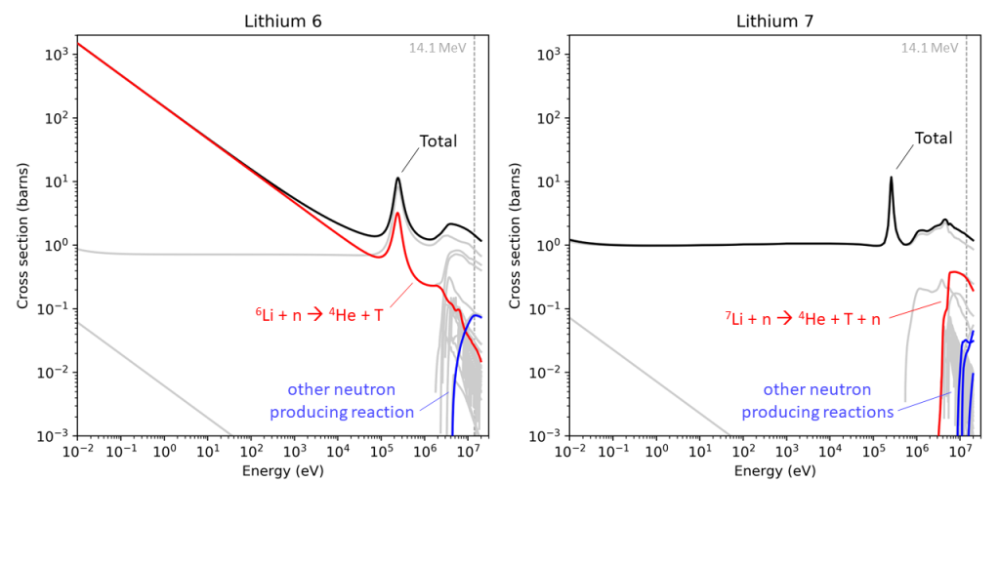 Lithium 6
14.1 MeV
Total
⁶Li + n → ⁴He + T
other neutron
producing reaction
Cross section (barns)
10³
10²
10¹
10⁰
10⁻¹
10⁻²
10⁻³
10⁻² 10⁻¹ 10⁰ 10¹ 10² 10³ 10⁴ 10⁵ 10⁶ 10⁷
Energy (eV)
Lithium 7
14.1 MeV
Total
⁷Li + n → ⁴He + T + n
other neutron
producing reactions
Cross section (barns)
10³
10²
10¹
10⁰
10⁻¹
10⁻²
10⁻³
10⁻² 10⁻¹ 10⁰ 10¹ 10² 10³ 10⁴ 10⁵ 10⁶ 10⁷
Energy (eV)